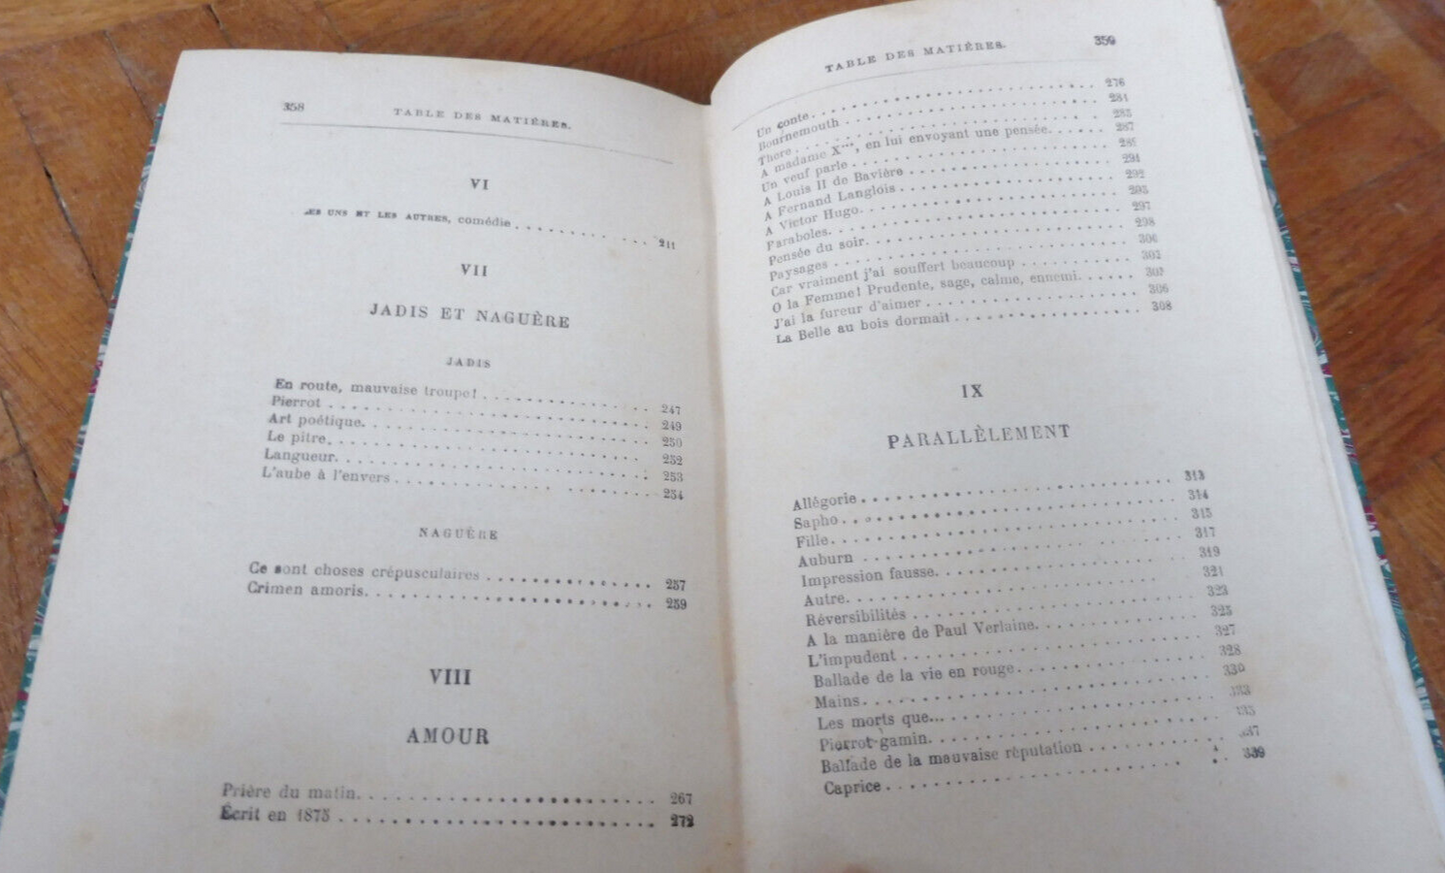 358
TABLE DES MATIÈRES.
VI
LES UNS ET LES AUTRES, comédie . . . . . . . . . . . . 211
VII
JADIS ET NAGUÈRE
JADIS
En route, mauvaise troupe! . . . . . . . . . . . . 247
Pierrot . . . . . . . . . . . . 249
Art poétique. . . . . . . . . . . . 250
Le pitre. . . . . . . . . . . . 252
Langueur. . . . . . . . . . . . 253
L'aube à l'envers . . . . . . . . . . . . 254
NAGUÈRE
Ce sont choses crépusculaires . . . . . . . . . . . . 257
Crimen amoris. . . . . . . . . . . . 259
VIII
AMOUR
Prière du matin. . . . . . . . . . . . 267
Écrit en 1875 . . . . . . . . . . . . 272
TABLE DES MATIÈRES.
359
Un conte. . . . . . . . . . . . 276
Bournemouth . . . . . . . . . . . . 281
There . . . . . . . . . . . . 285
A madame X***, en lui envoyant une pensée. . . . . . 287
Un veuf parle . . . . . . . . . . . . 289
A Louis II de Bavière . . . . . . . . . . . . 291
A Fernand Langlois . . . . . . . . . . . . 292
A Victor Hugo. . . . . . . . . . . . 293
Paraboles. . . . . . . . . . . . 297
Pensée du soir. . . . . . . . . . . . 298
Paysages . . . . . . . . . . . . 300
Car vraiment j'ai souffert beaucoup . . . . . . . . . . . .
O la Femme! Prudente, sage, calme, ennemi. . . . . .
J'ai la fureur d'aimer . . . . . . . . . . . . 306
La Belle au bois dormait . . . . . . . . . . . . 308
IX
PARALLÈLEMENT
Allégorie . . . . . . . . . . . . 313
Sapho . . . . . . . . . . . . 314
Fille. . . . . . . . . . . . 315
Auburn . . . . . . . . . . . . 317
Impression fausse. . . . . . . . . . . . 319
Autre. . . . . . . . . . . . 321
Réversibilités . . . . . . . . . . . . 323
A la manière de Paul Verlaine. . . . . . . . . . . . 325
L'impudent . . . . . . . . . . . . 327
Ballade de la vie en rouge. . . . . . . . . . . . 328
Mains. . . . . . . . . . . . 330
Les morts que... . . . . . . . . . . . . 333
Pierrot-gamin. . . . . . . . . . . . 335
Ballade de la mauvaise réputation . . . . . . . . . . . . 337
Caprice . . . . . . . . . . . . 339